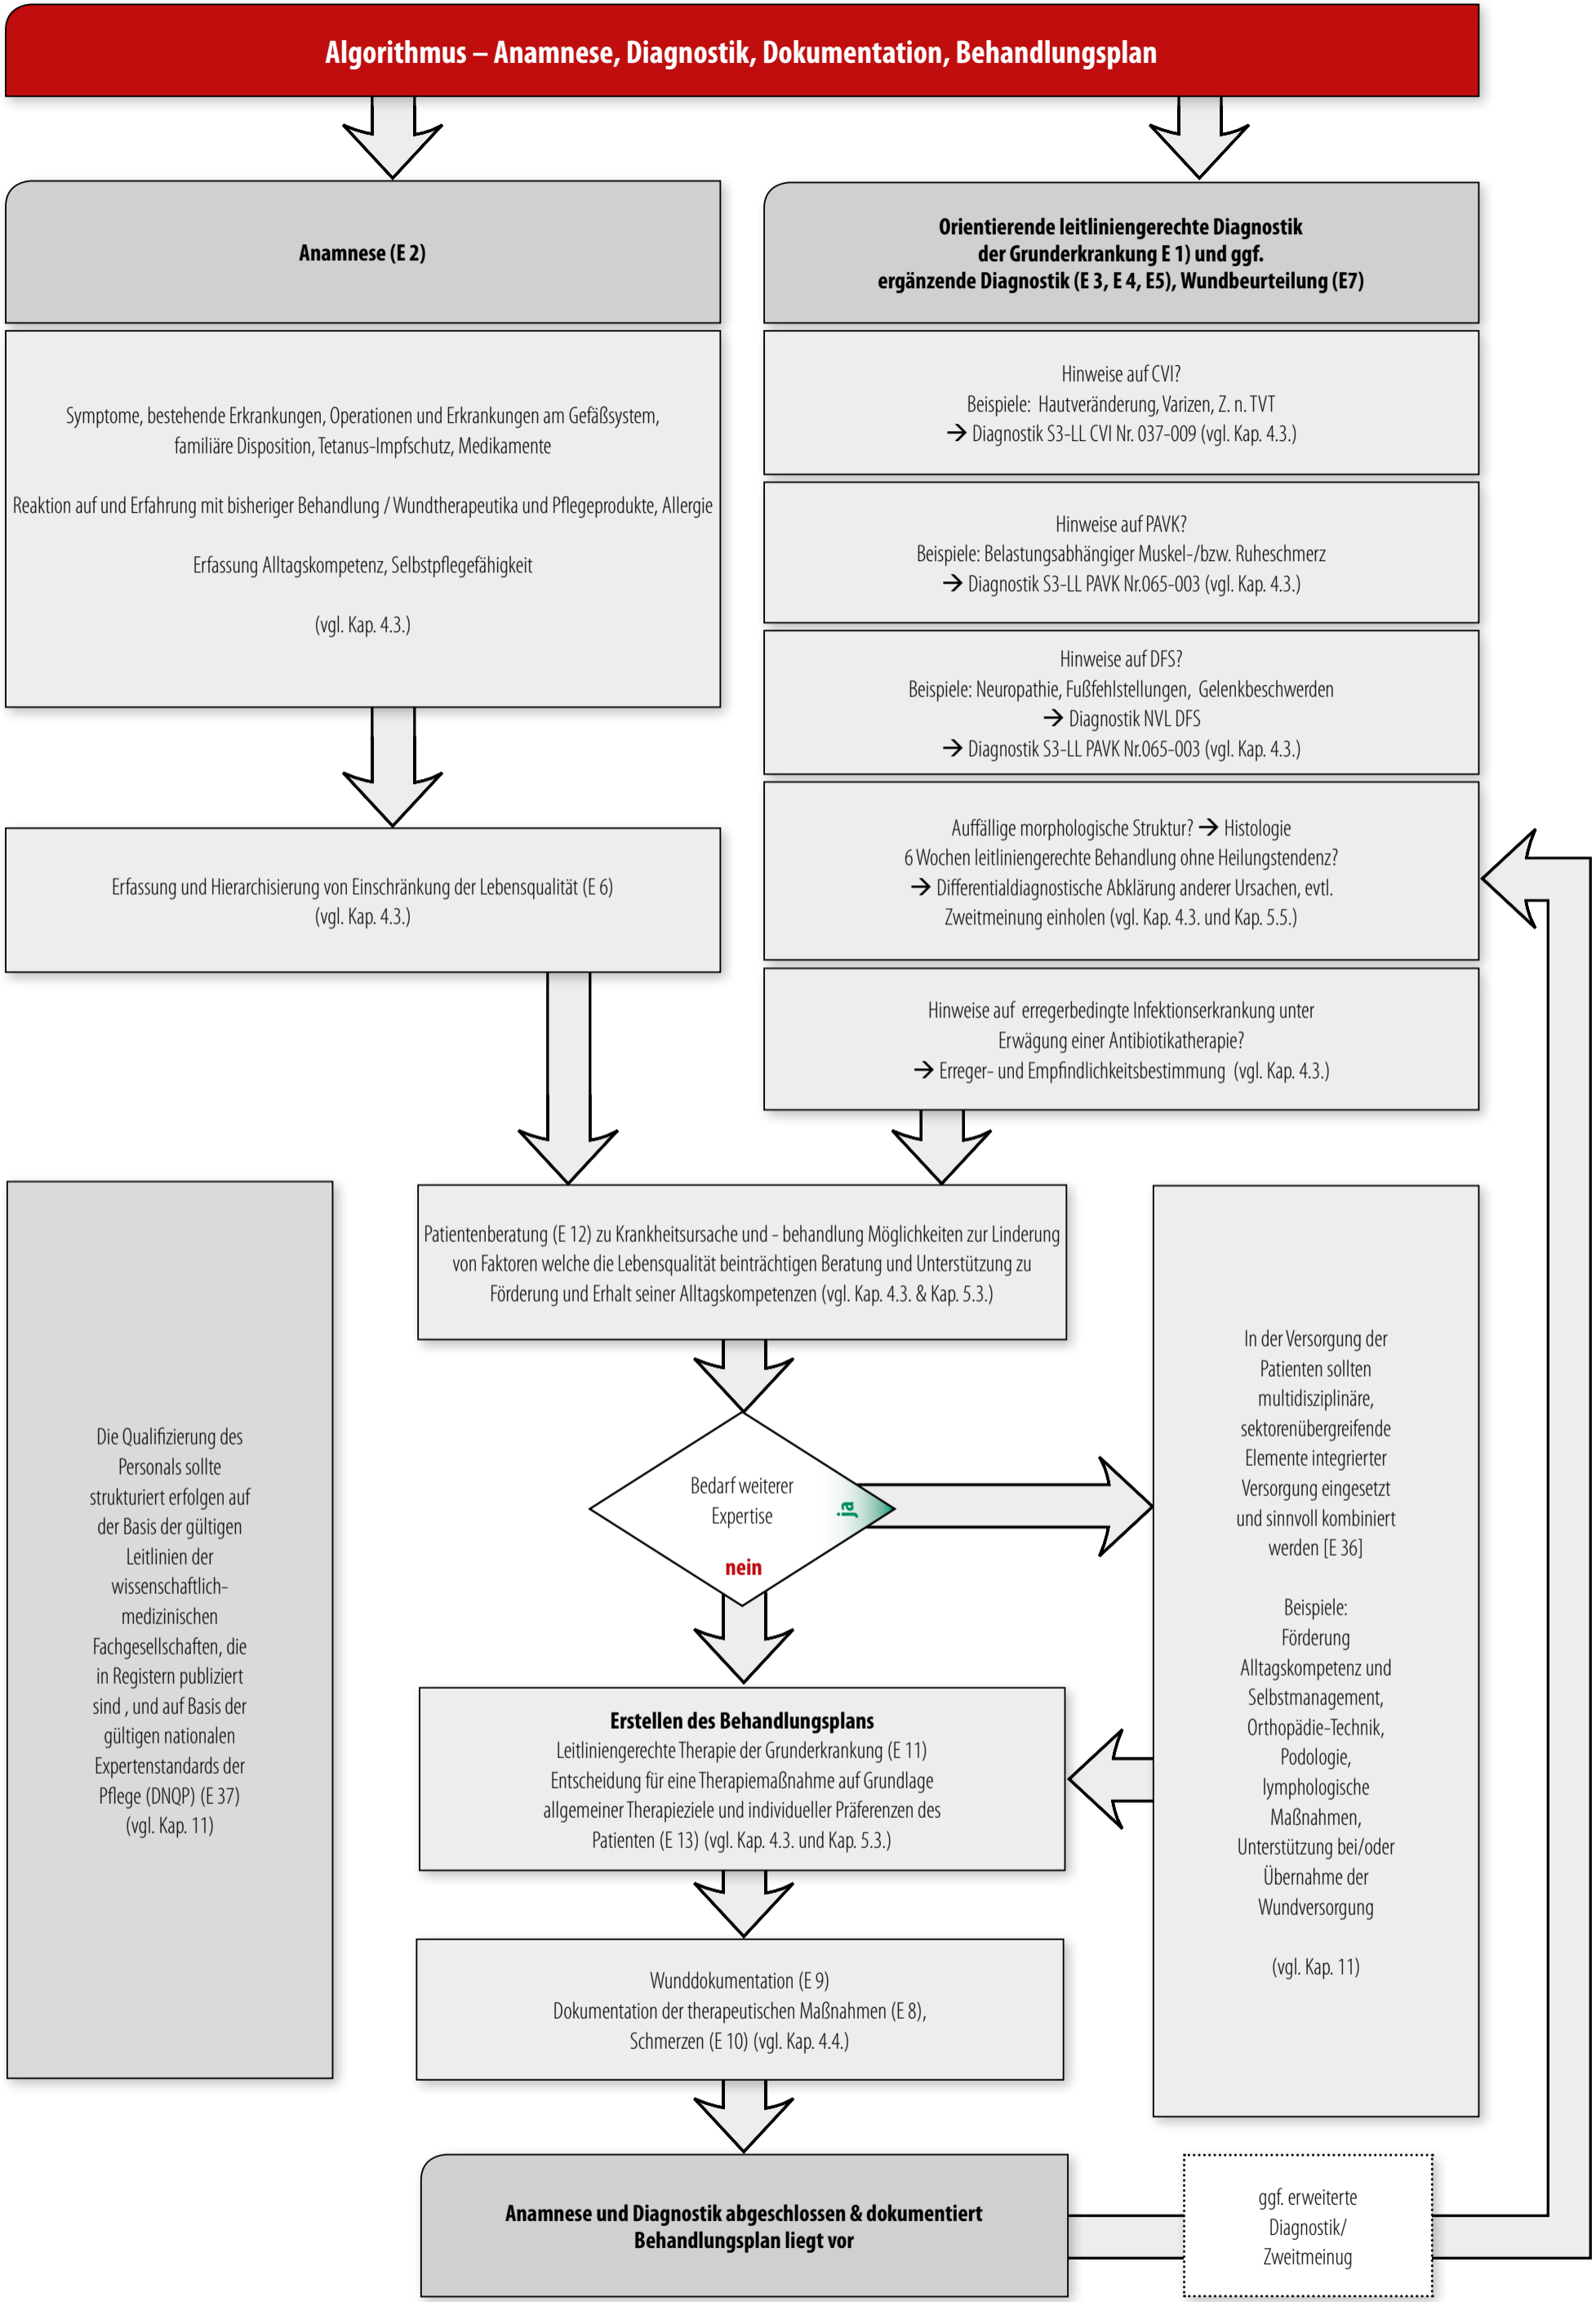 Algorithmus – Anamnese, Diagnostik, Dokumentation, Behandlungsplan
Anamnese (E 2)
Symptome, bestehende Erkrankungen, Operationen und Erkrankungen am Gefäßsystem,
familiäre Disposition, Tetanus-Impfschutz, Medikamente
Reaktion auf und Erfahrung mit bisheriger Behandlung / Wundtherapeutika und Pflegeprodukte, Allergie
Erfassung Alltagskompetenz, Selbstpflegefähigkeit
(vgl. Kap. 4.3.)
Erfassung und Hierarchisierung von Einschränkung der Lebensqualität (E 6)
(vgl. Kap. 4.3.)
Orientierende leitliniengerechte Diagnostik
der Grunderkrankung E 1) und ggf.
ergänzende Diagnostik (E 3, E 4, E5), Wundbeurteilung (E7)
Hinweise auf CVI?
Beispiele: Hautveränderung, Varizen, Z. n. TVT
→ Diagnostik S3-LL CVI Nr. 037-009 (vgl. Kap. 4.3.)
Hinweise auf PAVK?
Beispiele: Belastungsabhängiger Muskel-/bzw. Ruheschmerz
→ Diagnostik S3-LL PAVK Nr.065-003 (vgl. Kap. 4.3.)
Hinweise auf DFS?
Beispiele: Neuropathie, Fußfehlstellungen, Gelenkbeschwerden
→ Diagnostik NVL DFS
→ Diagnostik S3-LL PAVK Nr.065-003 (vgl. Kap. 4.3.)
Auffällige morphologische Struktur? → Histologie
6 Wochen leitliniengerechte Behandlung ohne Heilungstendenz?
→ Differentialdiagnostische Abklärung anderer Ursachen, evtl.
Zweitmeinung einholen (vgl. Kap. 4.3. und Kap. 5.5.)
Hinweise auf erregerbedingte Infektionserkrankung unter
Erwägung einer Antibiotikatherapie?
→ Erreger- und Empfindlichkeitsbestimmung (vgl. Kap. 4.3.)
Die Qualifizierung des
Personals sollte
strukturiert erfolgen auf
der Basis der gültigen
Leitlinien der
wissenschaftlich-
medizinischen
Fachgesellschaften, die
in Registern publiziert
sind , und auf Basis der
gültigen nationalen
Expertenstandards der
Pflege (DNQP) (E 37)
(vgl. Kap. 11)
Patientenberatung (E 12) zu Krankheitsursache und - behandlung Möglichkeiten zur Linderung
von Faktoren welche die Lebensqualität beinträchtigen Beratung und Unterstützung zu
Förderung und Erhalt seiner Alltagskompetenzen (vgl. Kap. 4.3. & Kap. 5.3.)
Bedarf weiterer
Expertise
ja
nein
Erstellen des Behandlungsplans
Leitliniengerechte Therapie der Grunderkrankung (E 11)
Entscheidung für eine Therapiemaßnahme auf Grundlage
allgemeiner Therapieziele und individueller Präferenzen des
Patienten (E 13) (vgl. Kap. 4.3. und Kap. 5.3.)
Wunddokumentation (E 9)
Dokumentation der therapeutischen Maßnahmen (E 8),
Schmerzen (E 10) (vgl. Kap. 4.4.)
In der Versorgung der
Patienten sollten
multidisziplinäre,
sektorenübergreifende
Elemente integrierter
Versorgung eingesetzt
und sinnvoll kombiniert
werden [E 36]
Beispiele:
Förderung
Alltagskompetenz und
Selbstmanagement,
Orthopädie-Technik,
Podologie,
lymphologische
Maßnahmen,
Unterstützung bei/oder
Übernahme der
Wundversorgung
(vgl. Kap. 11)
Anamnese und Diagnostik abgeschlossen & dokumentiert
Behandlungsplan liegt vor
ggf. erweiterte
Diagnostik/
Zweitmeinug